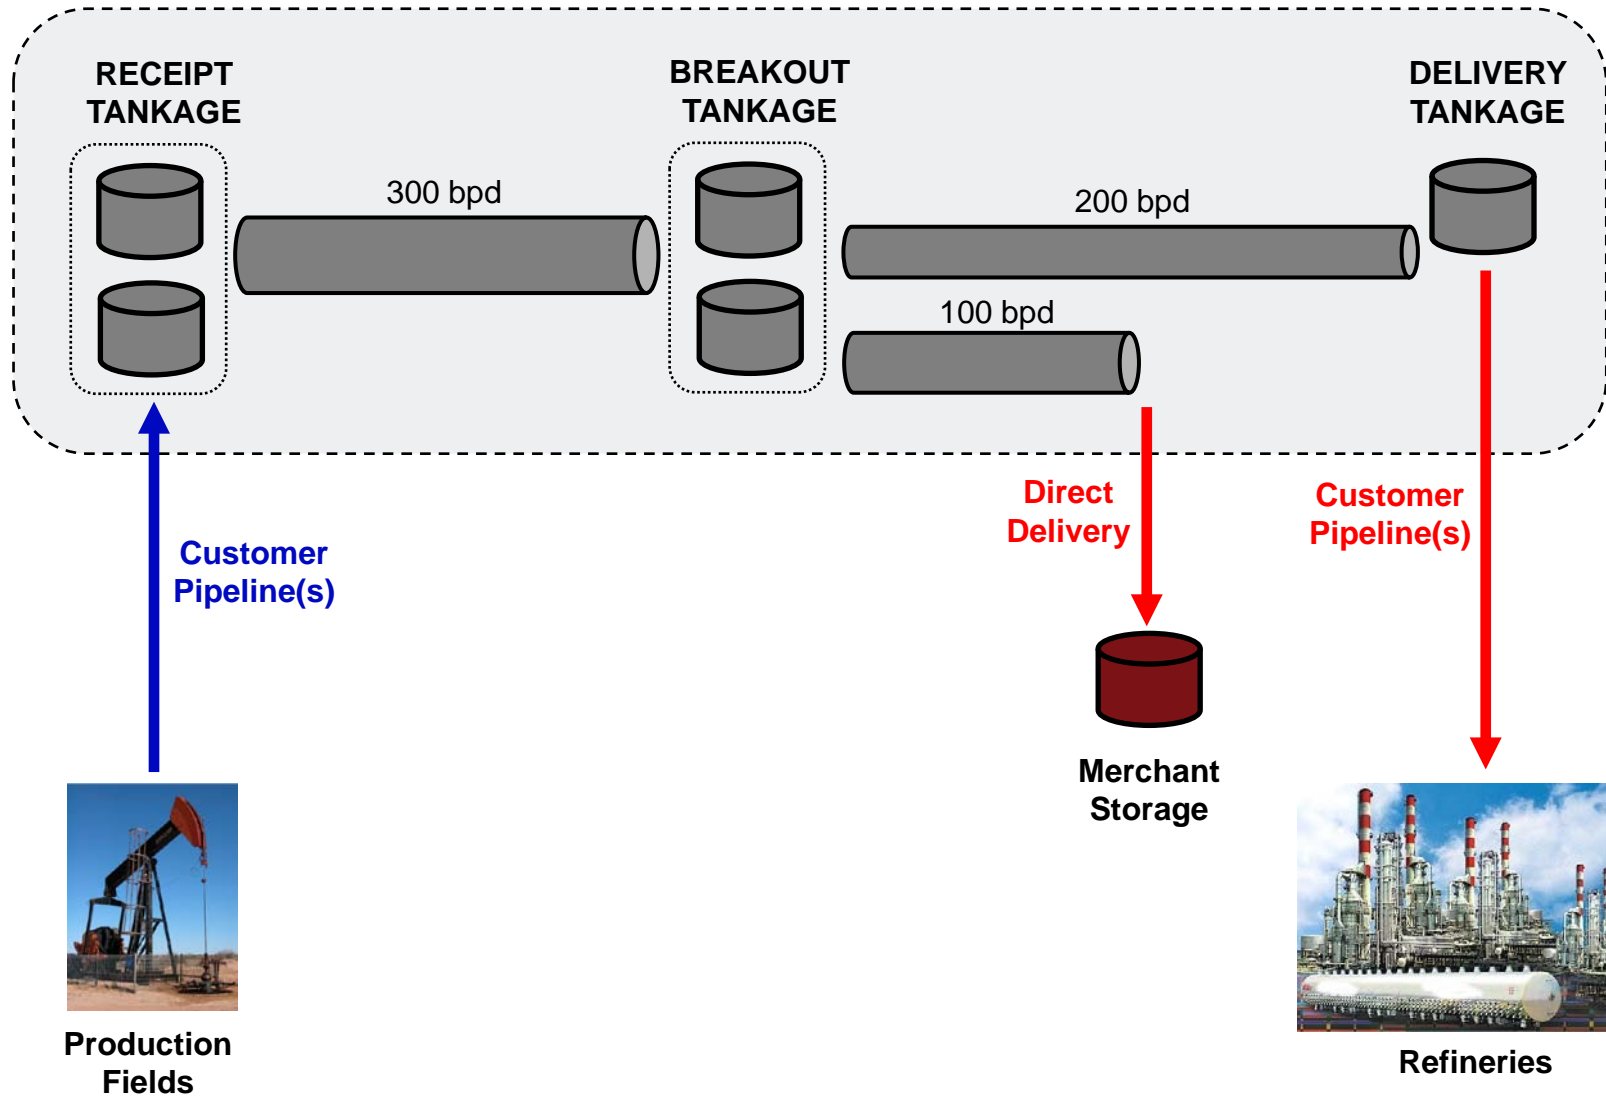 RECEIPT
TANKAGE
BREAKOUT
TANKAGE
DELIVERY
TANKAGE
300 bpd
200 bpd
100 bpd
Direct
Delivery
Customer
Pipeline(s)
Customer
Pipeline(s)
Merchant
Storage
Production
Fields
Refineries